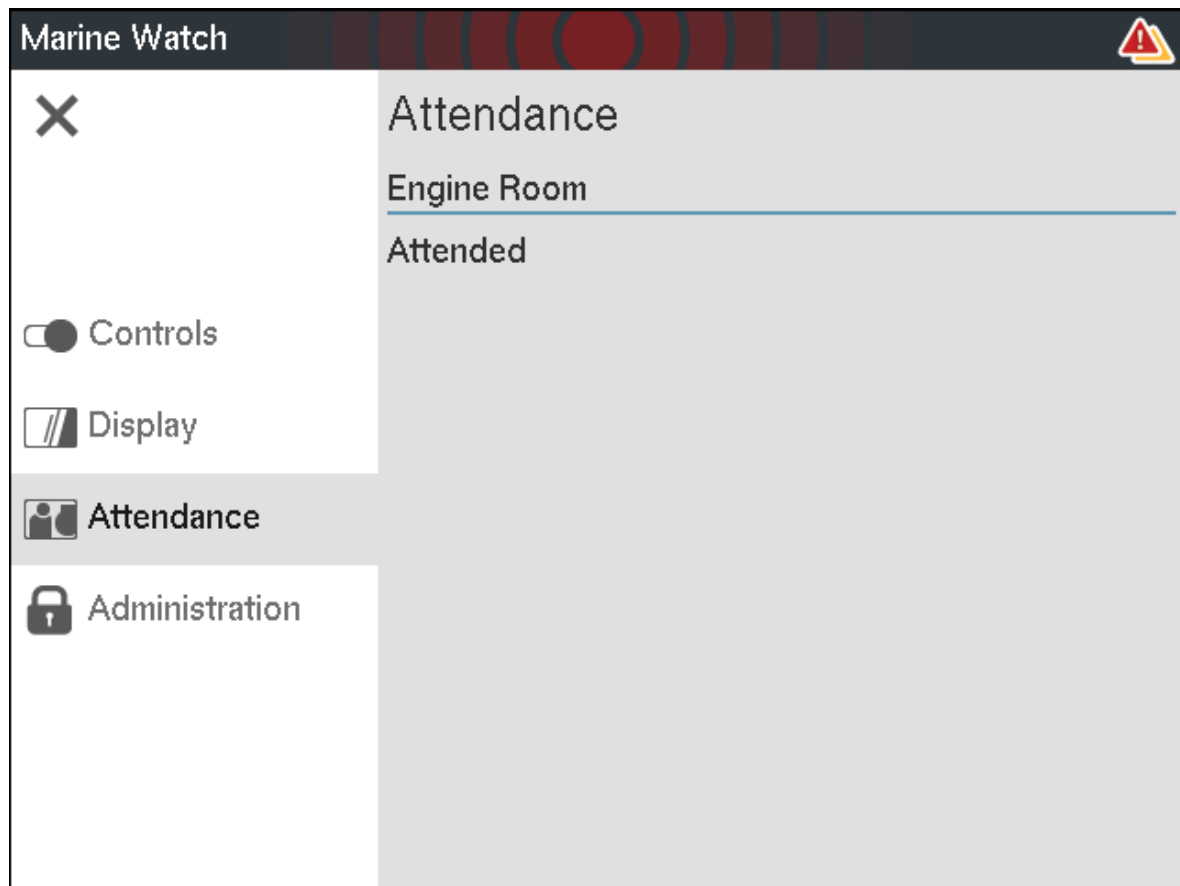 Marine Watch
Attendance
Engine Room
Attended
Controls
Display
Attendance
Administration